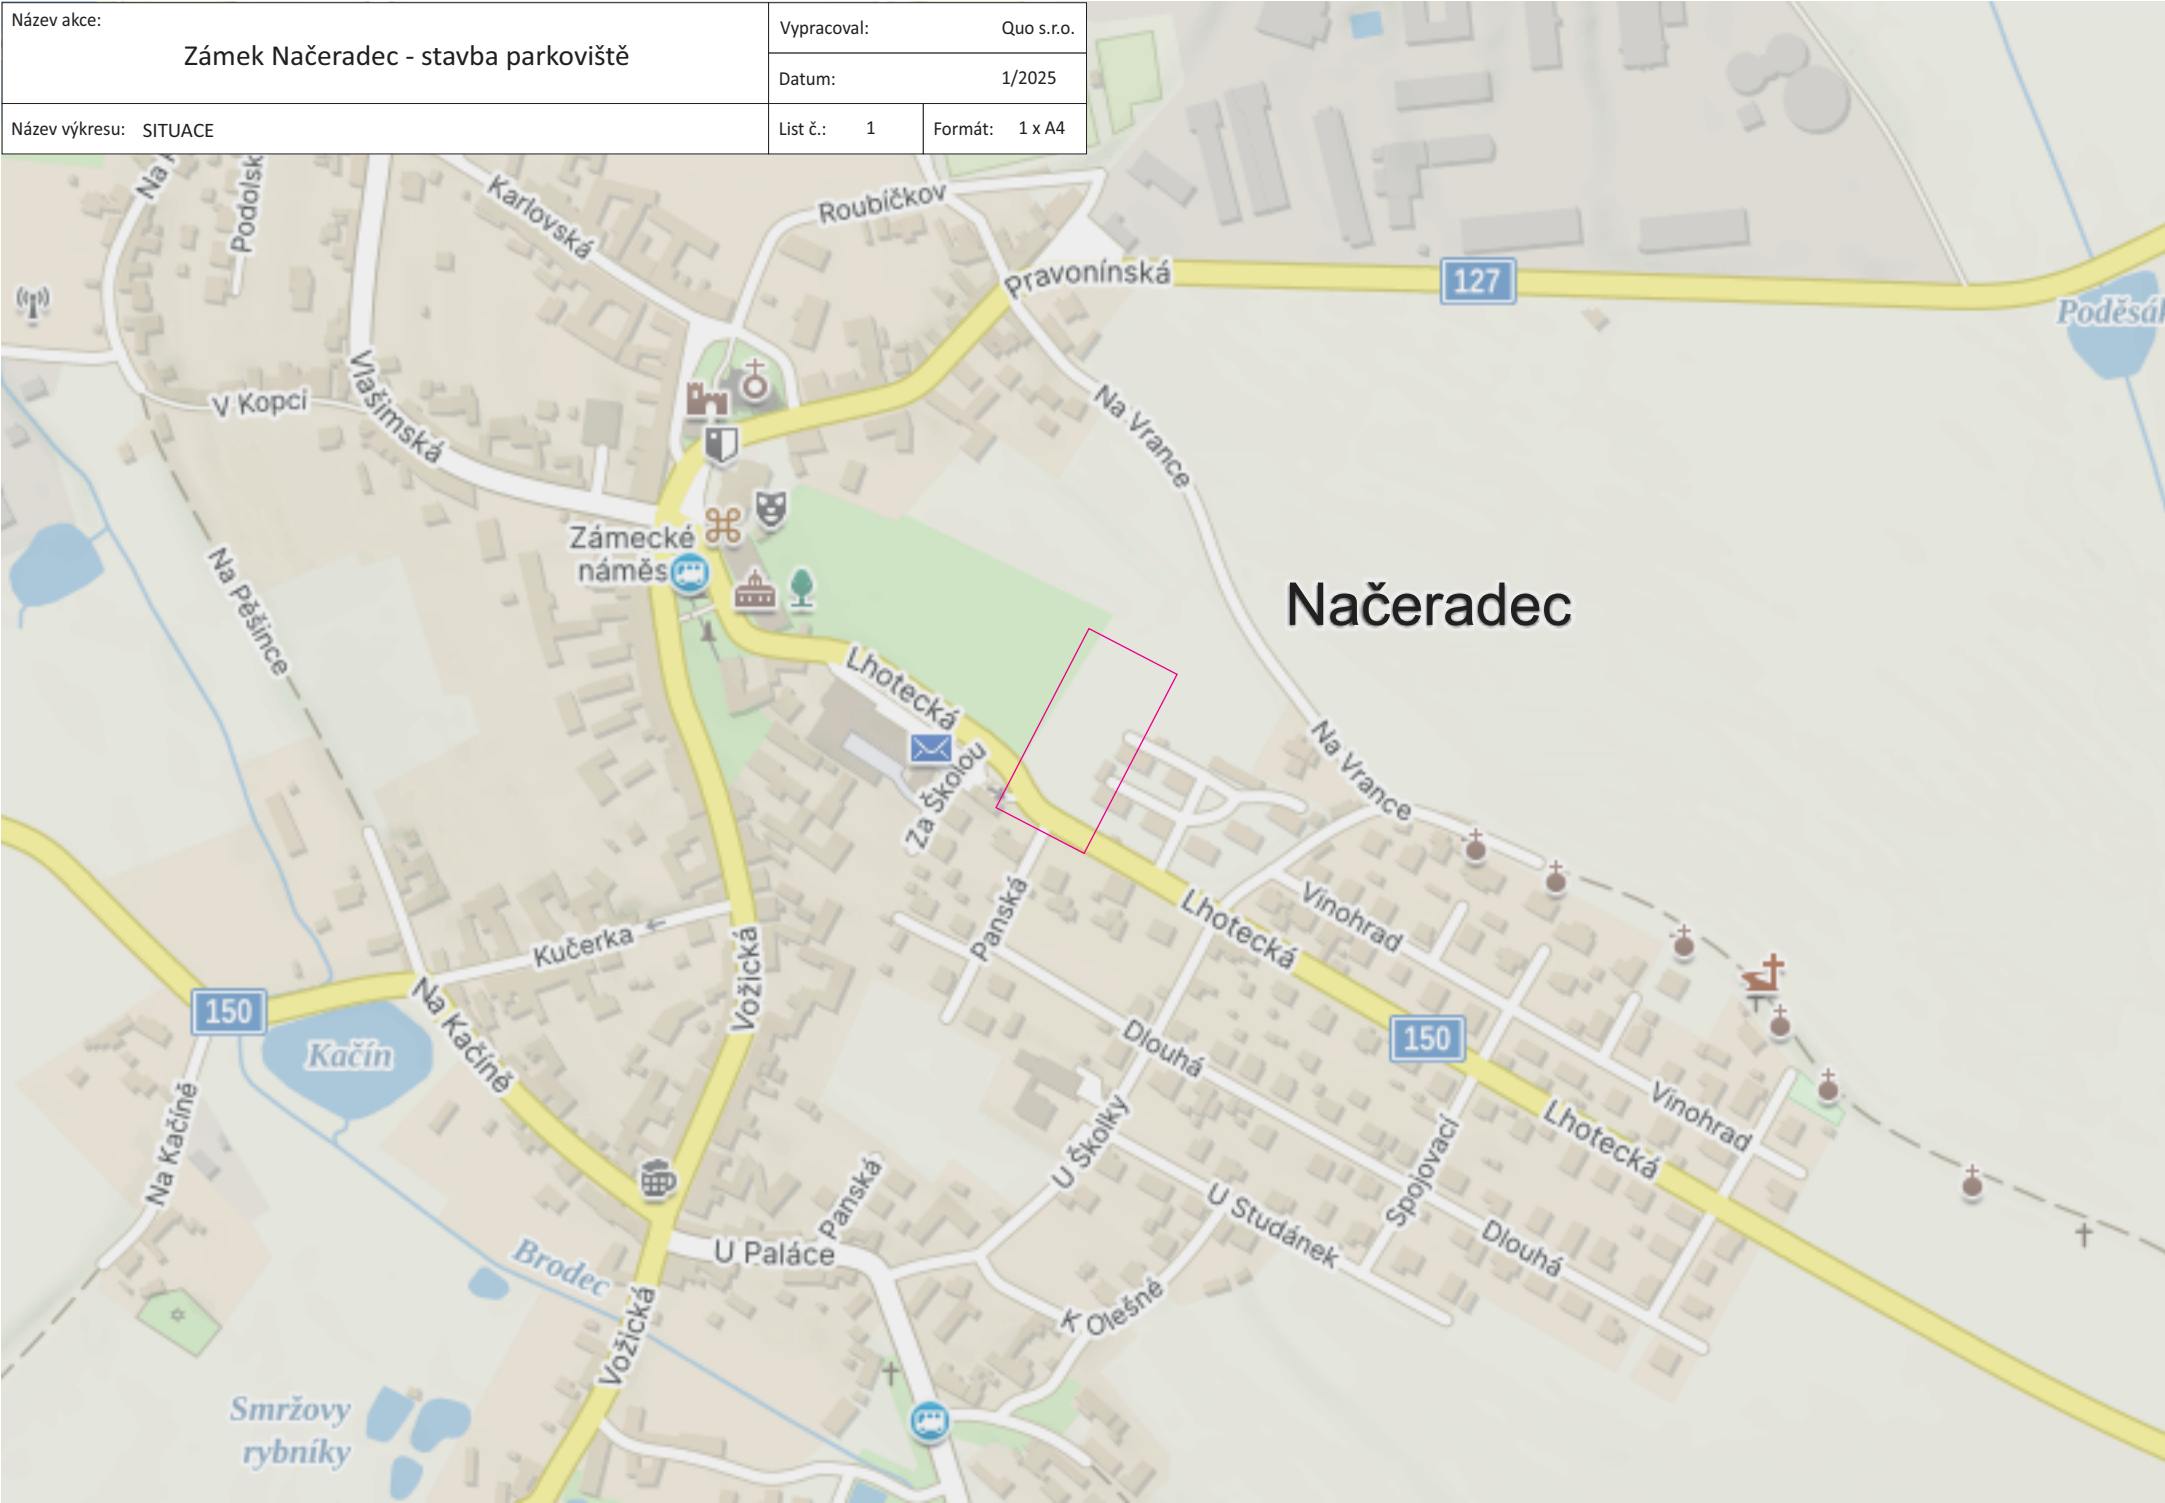 Název akce:
Zámek Načeradec - stavba parkoviště
Vypracoval: Quo s.r.o.
Datum: 1/2025
Název výkresu: SITUACE
List č.: 1
Formát: 1 x A4
Na
Podolsk
Karlovská
Roubíčkov
Pravonínská
127
Poděsák
V Kopci
Vlašimská
Na Vrance
Zámecké
náměs
Na Pěšince
Načeradec
Lhotecká
Za Školou
Na Vrance
Panská
Lhotecká
Vinohrad
Kučerka
Vožická
150
Na Kačíně
Kačín
Dlouhá
150
Na Kačíně
U Školky
Spojovací
Lhotecká
Vinohrad
Panská
U Studánek
Dlouhá
U Paláce
Brodec
K Olešné
Vožická
Smržovy
rybníky